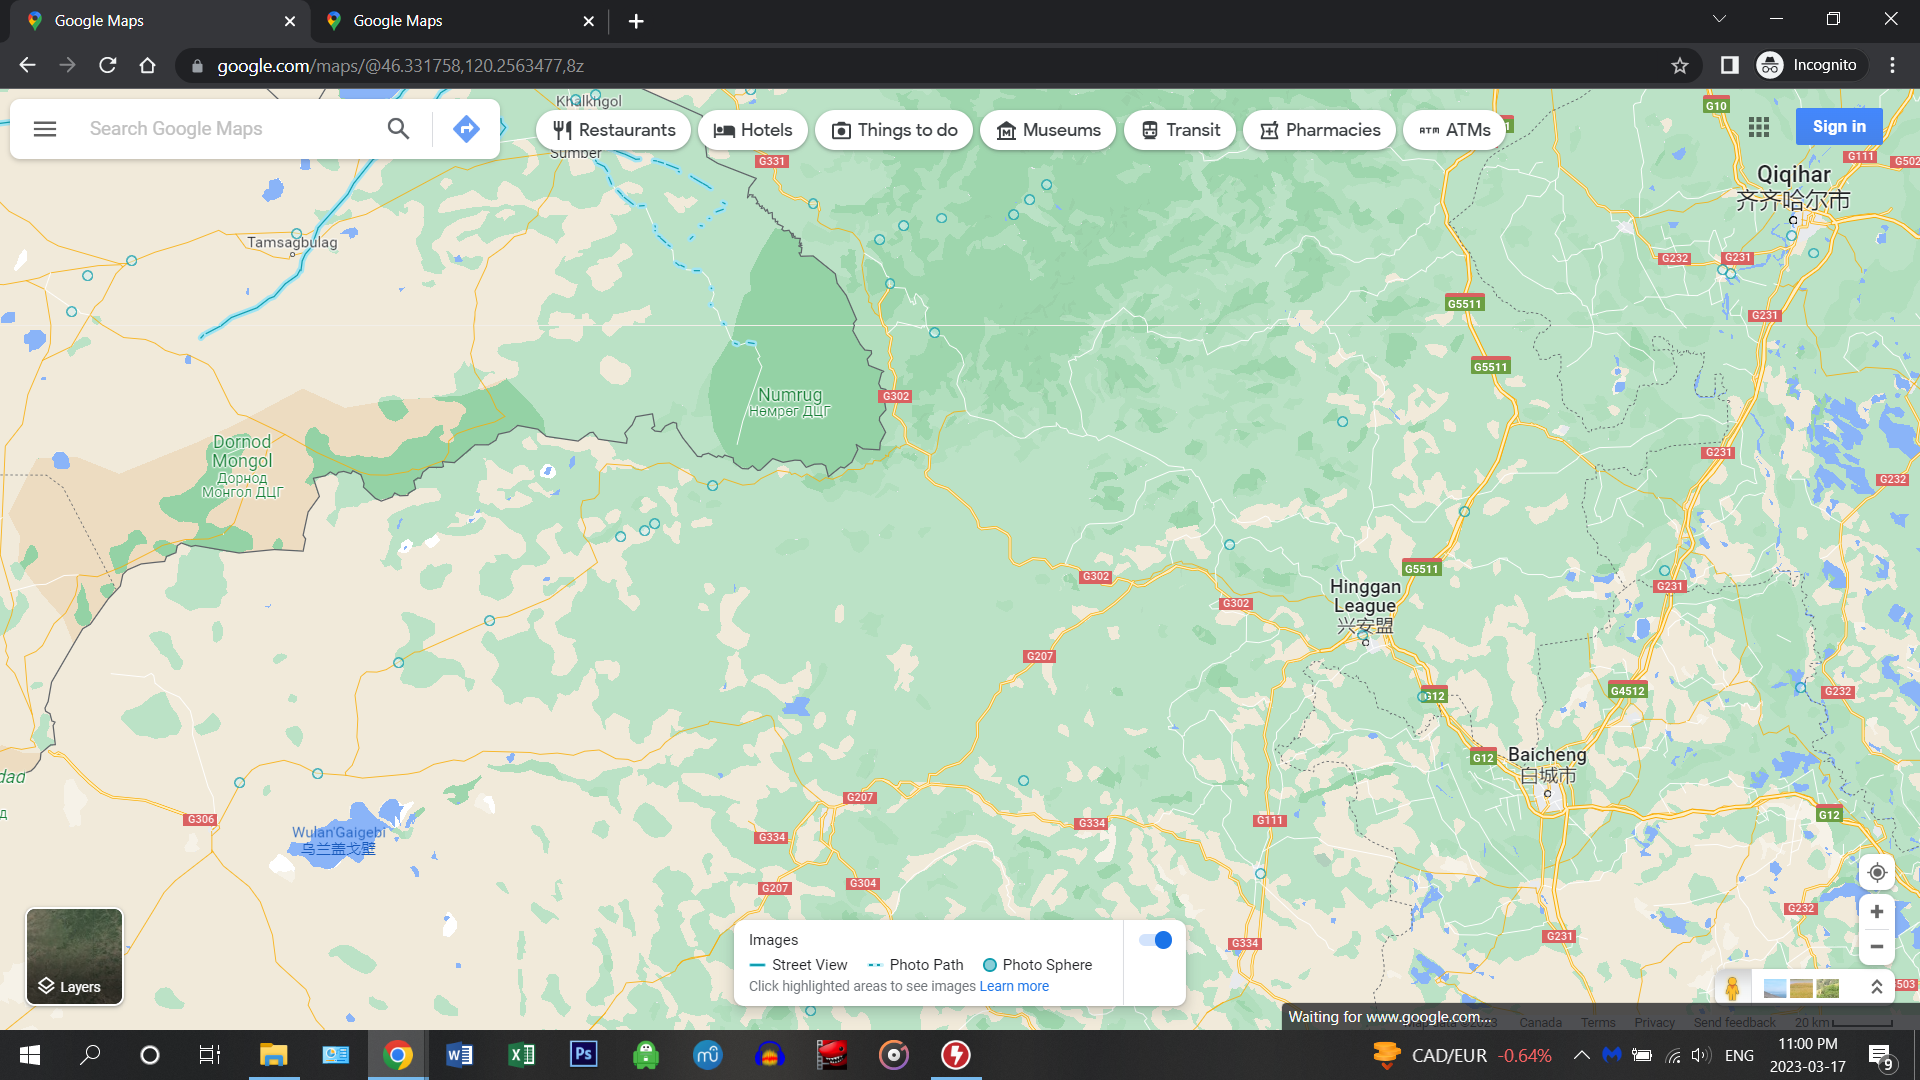 Google Maps
Google Maps
google.com/maps/@46.331758,120.2563477,8z
Incognito
Search Google Maps
Restaurants
Hotels
Things to do
Museums
Transit
Pharmacies
ATMs
Sign in
Khalkhgol
Sumber
G331
G10
G111
G502
Qiqihar
齐齐哈尔市
Tamsagbulag
G232
G231
G5511
G231
G5511
Numrug
Нөмрөг ДЦГ
G302
Dornod
Mongol
Дорнод
Монгол ДЦГ
G231
G232
G302
G5511
G231
Hinggan
League
兴安盟
G302
G207
G12
G4512
G232
Baicheng
白城市
G12
dad
G207
G306
G334
G334
G111
G12
Wulan Gaigebi
乌兰盖戈壁
G207
G304
G232
G334
G231
G503
Layers
Images
Street View
Photo Path
Photo Sphere
Click highlighted areas to see images Learn more
Waiting for www.google.com...
Canada
Terms
Privacy
Send feedback
20 km
CAD/EUR -0.64%
ENG
11:00 PM
2023-03-17
9